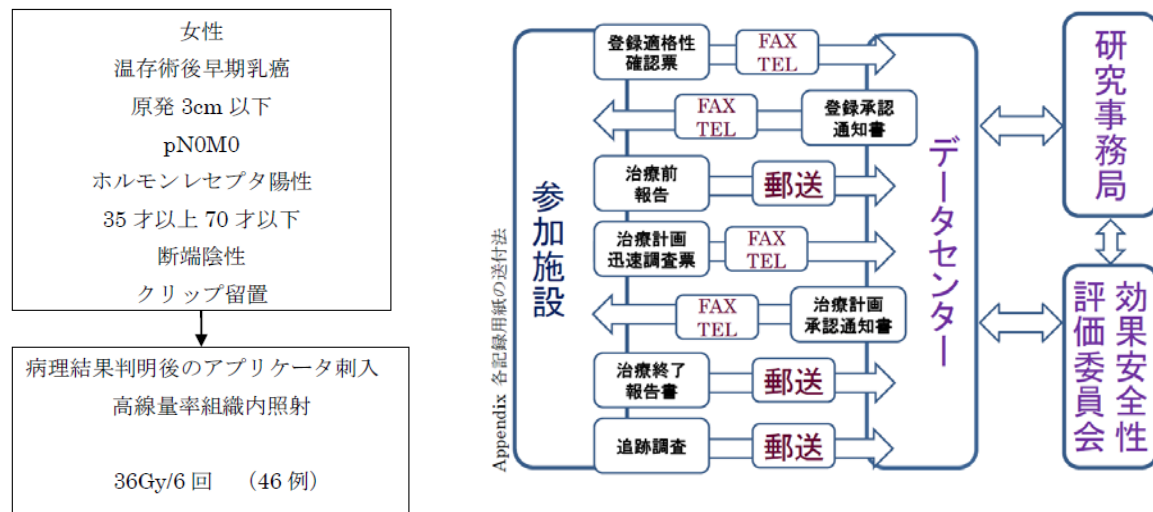 女性
温存術後早期乳癌
原発 3cm 以下
pN0M0
ホルモンレセプタ陽性
35 才以上 70 才以下
断端陰性
クリップ留置
病理結果判明後のアプリケータ刺入
高線量率組織内照射
36Gy/6 回 (46 例)
Appendix 各記録用紙の送付法
参加施設
登録適格性
確認票
FAX
TEL
FAX
TEL
登録承認
通知書
治療前
報告
郵送
治療計画
迅速調査票
FAX
TEL
FAX
TEL
治療計画
承認通知書
治療終了
報告書
郵送
追跡調査
郵送
データセンター
研究事務局
効果安全性
評価委員会